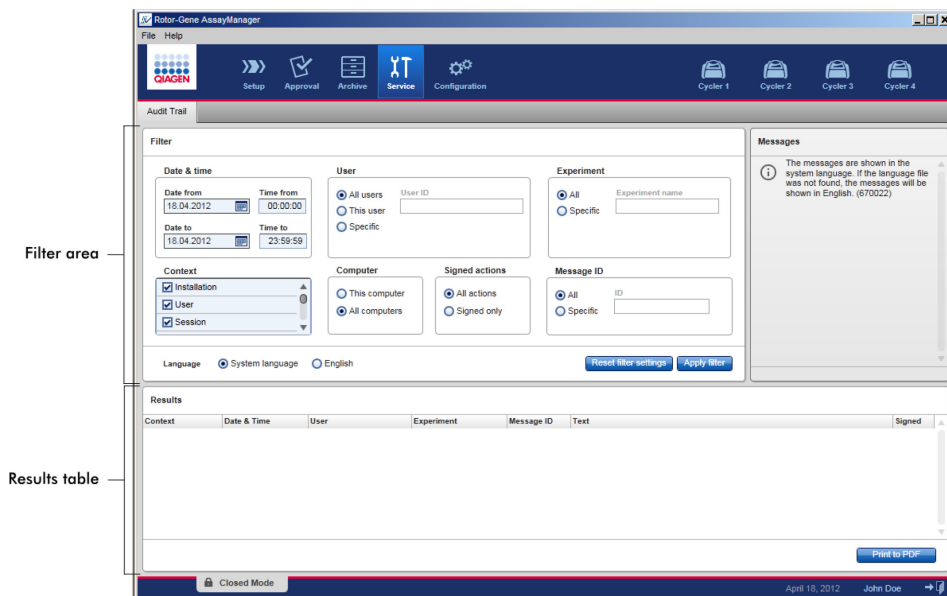 Rotor-Gene AssayManager
File Help
QIAGEN
Setup Approval Archive Service Configuration Cycler 1 Cycler 2 Cycler 3 Cycler 4
Audit Trail
Filter
Date & time
Date from Time from
18.04.2012 00:00:00
Date to Time to
18.04.2012 23:59:59
User
All users User ID
This user
Specific
Experiment
All Experiment name
Specific
Context
Installation
User
Session
Computer
This computer
All computers
Signed actions
All actions
Signed only
Message ID
All ID
Specific
Language System language English
Reset filter settings Apply filter
Messages
The messages are shown in the
system language. If the language file
was not found, the messages will be
shown in English. (670022)
Filter area
Results
Context Date & Time User Experiment Message ID Text Signed
Results table
Print to PDF
Closed Mode
April 18, 2012 John Doe